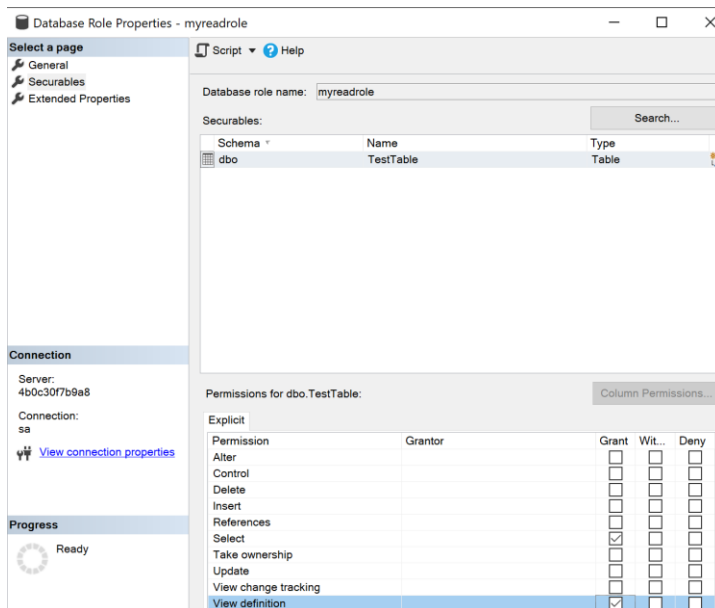 Database Role Properties - myreadrole
Select a page
General
Securables
Extended Properties
Script
Help
Database role name: myreadrole
Securables:
Search...
Schema Name Type
dbo TestTable Table
Connection
Server:
4b0c30f7b9a8
Connection:
sa
View connection properties
Progress
Ready
Permissions for dbo.TestTable:
Column Permissions...
Explicit
Permission Grantor Grant Wit... Deny
Alter
Control
Delete
Insert
References
Select
Take ownership
Update
View change tracking
View definition